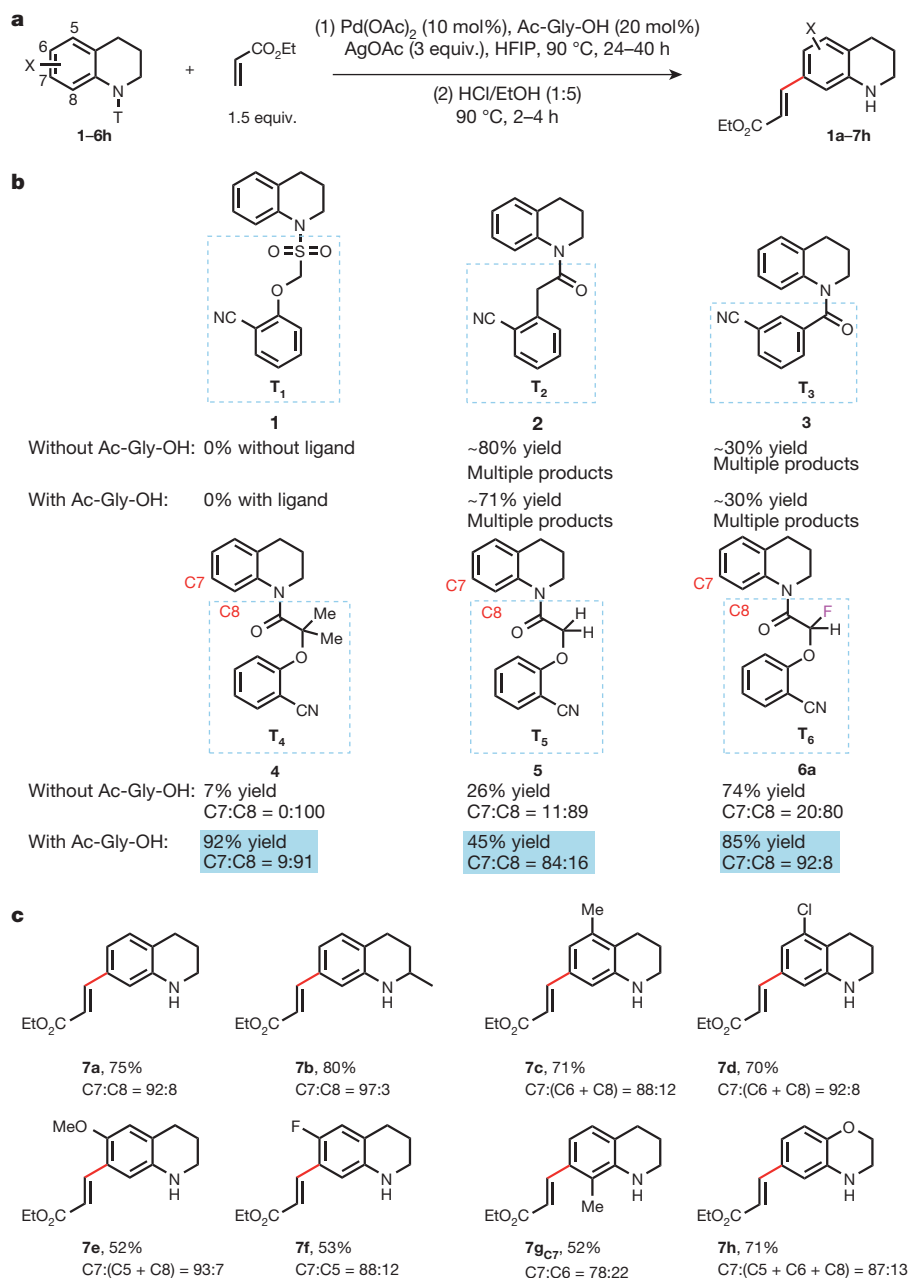 a
(1) Pd(OAc)2 (10 mol%), Ac-Gly-OH (20 mol%)
AgOAc (3 equiv.), HFIP, 90 °C, 24–40 h
(2) HCl/EtOH (1:5)
90 °C, 2–4 h
5
6
X
7
8
N
T
1–6h
+
CO2Et
1.5 equiv.
X
N
H
EtO2C
1a–7h
b
N
O S O
O
NC
T1
1
N
O
NC
T2
2
N
O
NC
T3
3
Without Ac-Gly-OH: 0% without ligand
~80% yield
Multiple products
~30% yield
Multiple products
With Ac-Gly-OH: 0% with ligand
~71% yield
Multiple products
~30% yield
Multiple products
C7
N
C8
O
Me
Me
O
CN
T4
4
C7
N
C8
O
H
H
O
CN
T5
5
C7
N
C8
O
F
H
O
CN
T6
6a
Without Ac-Gly-OH: 7% yield
C7:C8 = 0:100
26% yield
C7:C8 = 11:89
74% yield
C7:C8 = 20:80
With Ac-Gly-OH: 92% yield
C7:C8 = 9:91
45% yield
C7:C8 = 84:16
85% yield
C7:C8 = 92:8
c
N
H
EtO2C
7a, 75%
C7:C8 = 92:8
N
H
EtO2C
7b, 80%
C7:C8 = 97:3
Me
N
H
EtO2C
7c, 71%
C7:(C6 + C8) = 88:12
Cl
N
H
EtO2C
7d, 70%
C7:(C6 + C8) = 92:8
MeO
N
H
EtO2C
7e, 52%
C7:(C5 + C8) = 93:7
F
N
H
EtO2C
7f, 53%
C7:C5 = 88:12
N
H
Me
EtO2C
7gC7, 52%
C7:C6 = 78:22
O
N
H
EtO2C
7h, 71%
C7:(C5 + C6 + C8) = 87:13